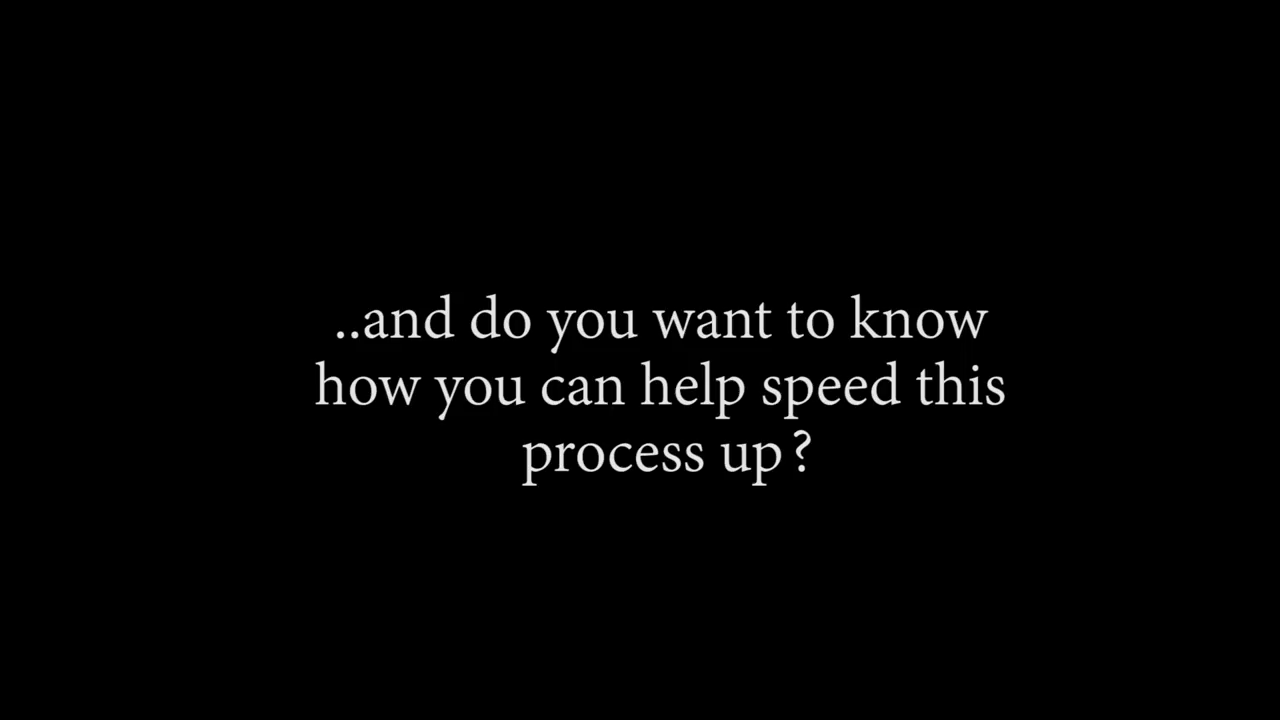 ..and do you want to know
how you can help speed this
process up?